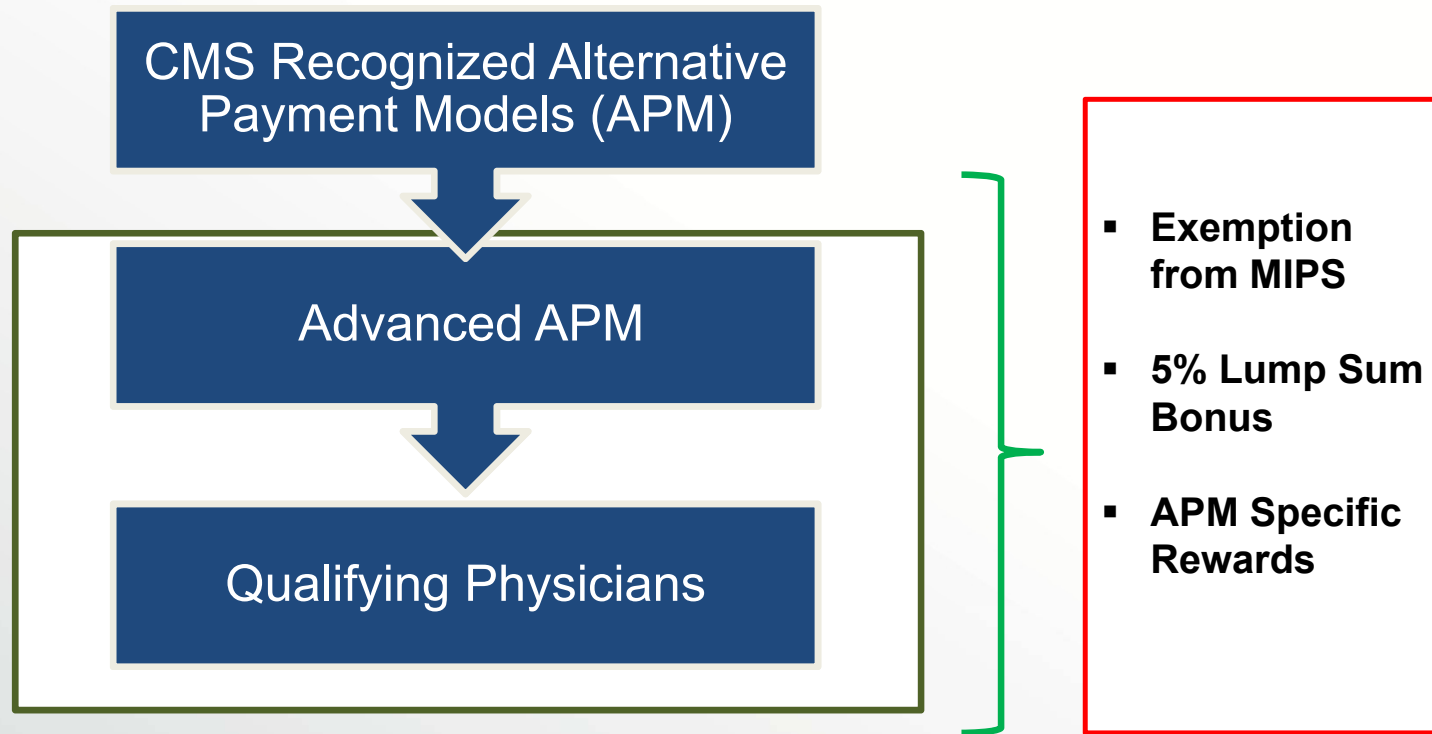 CMS Recognized Alternative
Payment Models (APM)
Advanced APM
Qualifying Physicians
▪ Exemption
from MIPS
▪ 5% Lump Sum
Bonus
▪ APM Specific
Rewards